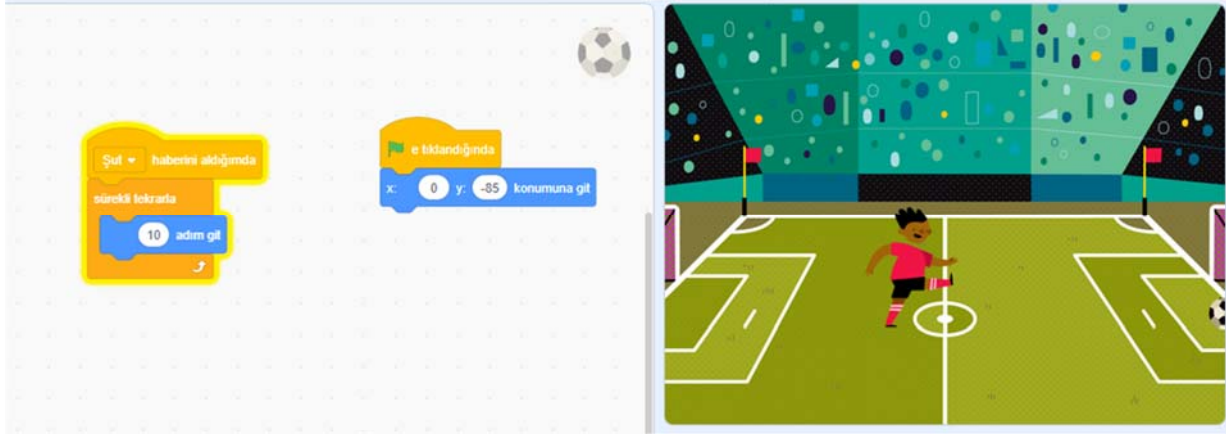 Şut haberini aldığımda
sürekli tekrarla
10 adım git
e tıklandığında
x: 0 y: -85 konumuna git